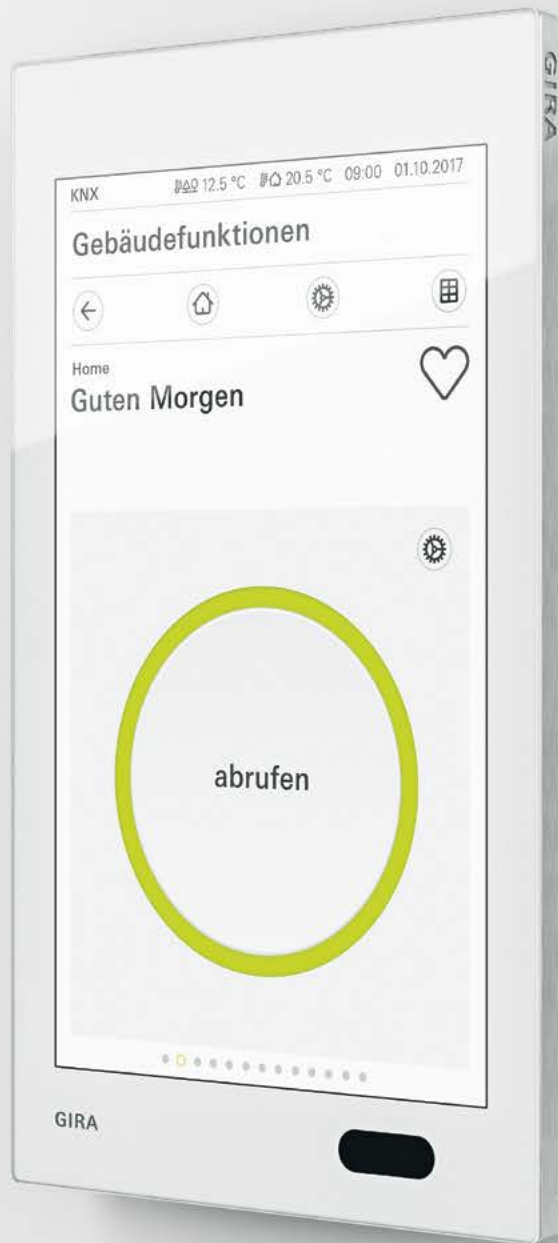 GIRA
KNX 12.5 °C 20.5 °C 09:00 01.10.2017
Gebäudefunktionen
Home
Guten Morgen
abrufen
GIRA